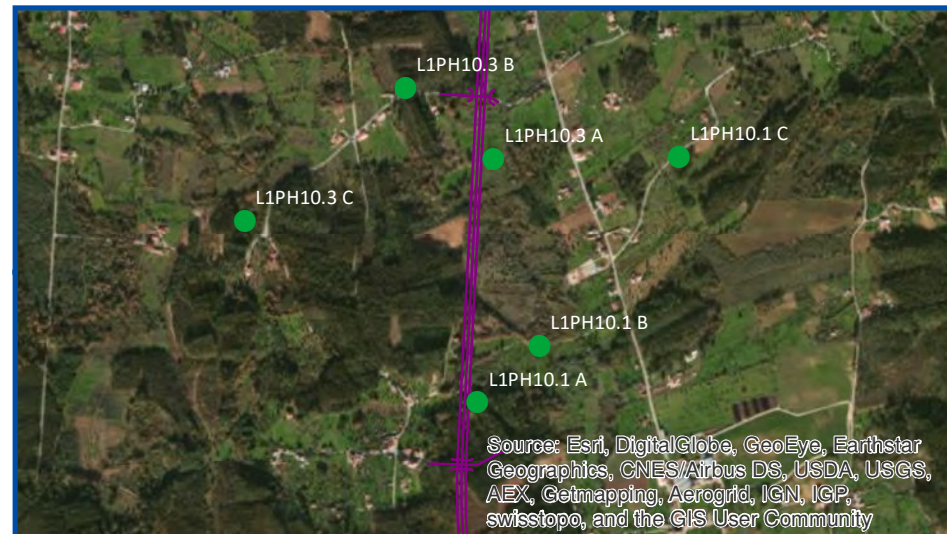 L1PH10.3 B
L1PH10.3 A
L1PH10.1 C
L1PH10.3 C
L1PH10.1 B
L1PH10.1 A
Source: Esri, DigitalGlobe, GeoEye, Earthstar
Geographics, CNES/Airbus DS, USDA, USGS,
AEX, Getmapping, Aerogrid, IGN, IGP,
swisstopo, and the GIS User Community